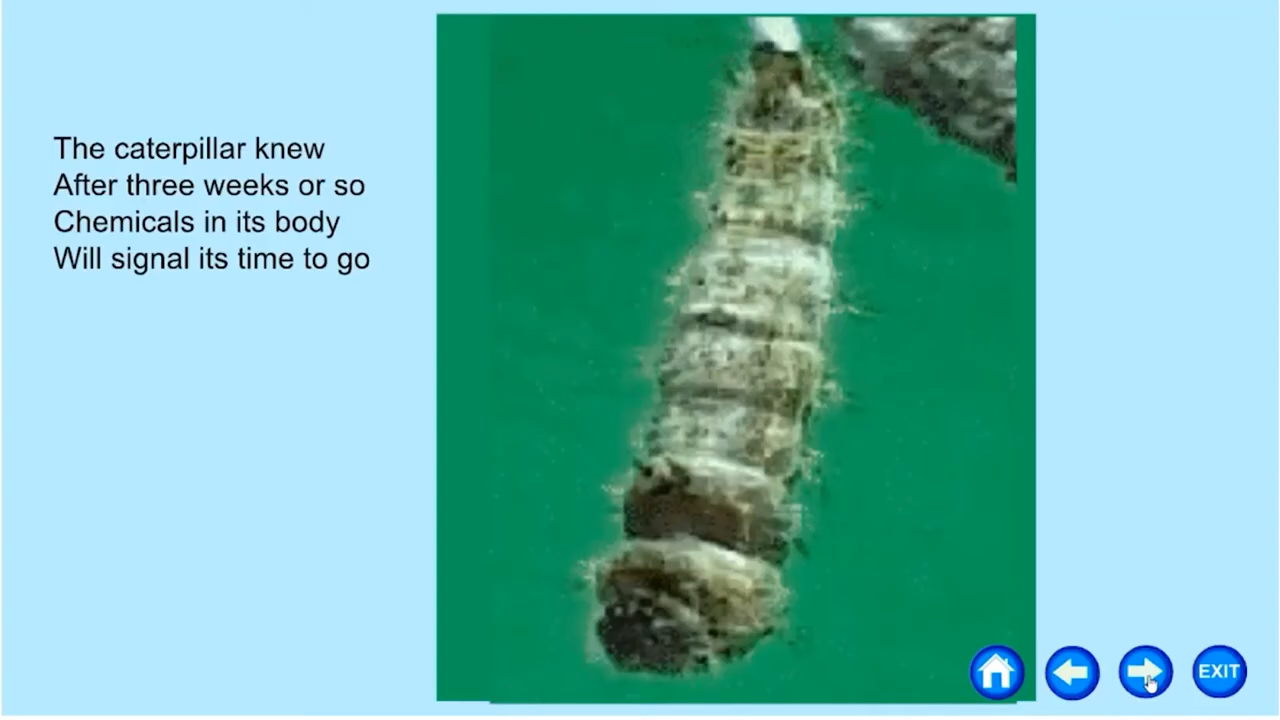 The caterpillar knew
After three weeks or so
Chemicals in its body
Will signal its time to go
EXIT